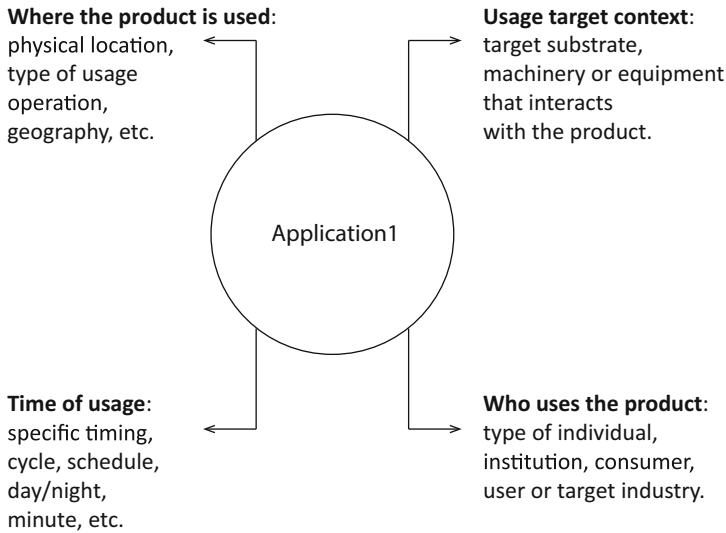 Where the product is used:
physical location,
type of usage
operation,
geography, etc.
Usage target context:
target substrate,
machinery or equipment
that interacts
with the product.
Application1
Time of usage:
specific timing,
cycle, schedule,
day/night,
minute, etc.
Who uses the product:
type of individual,
institution, consumer,
user or target industry.